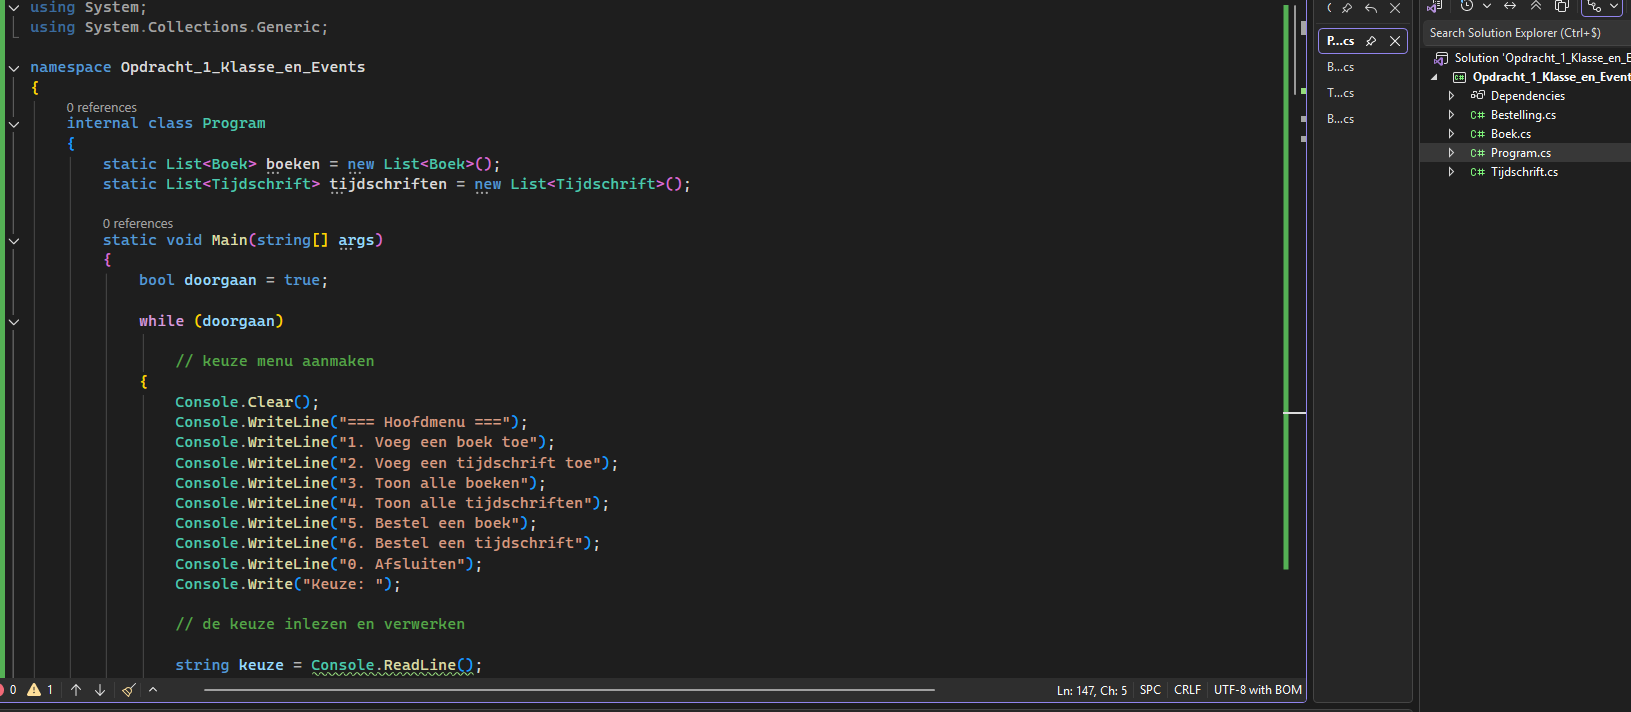 using System;
using System.Collections.Generic;
namespace Opdracht_1_Klasse_en_Events
{
0 references
internal class Program
{
static List<Boek> boeken = new List<Boek>();
static List<Tijdschrift> tijdschriften = new List<Tijdschrift>();
0 references
static void Main(string[] args)
{
bool doorgaan = true;
while (doorgaan)
// keuze menu aanmaken
{
Console.Clear();
Console.WriteLine("=== Hoofdmenu ===");
Console.WriteLine("1. Voeg een boek toe");
Console.WriteLine("2. Voeg een tijdschrift toe");
Console.WriteLine("3. Toon alle boeken");
Console.WriteLine("4. Toon alle tijdschriften");
Console.WriteLine("5. Bestel een boek");
Console.WriteLine("6. Bestel een tijdschrift");
Console.WriteLine("0. Afsluiten");
Console.Write("Keuze: ");
// de keuze inlezen en verwerken
string keuze = Console.ReadLine();
0 1 Ln: 147, Ch: 5 SPC CRLF UTF-8 with BOM
P...cs
B...cs
T...cs
B...cs
Search Solution Explorer (Ctrl+$)
Solution 'Opdracht_1_Klasse_en_E
Opdracht_1_Klasse_en_Event
Dependencies
C# Bestelling.cs
C# Boek.cs
C# Program.cs
C# Tijdschrift.cs